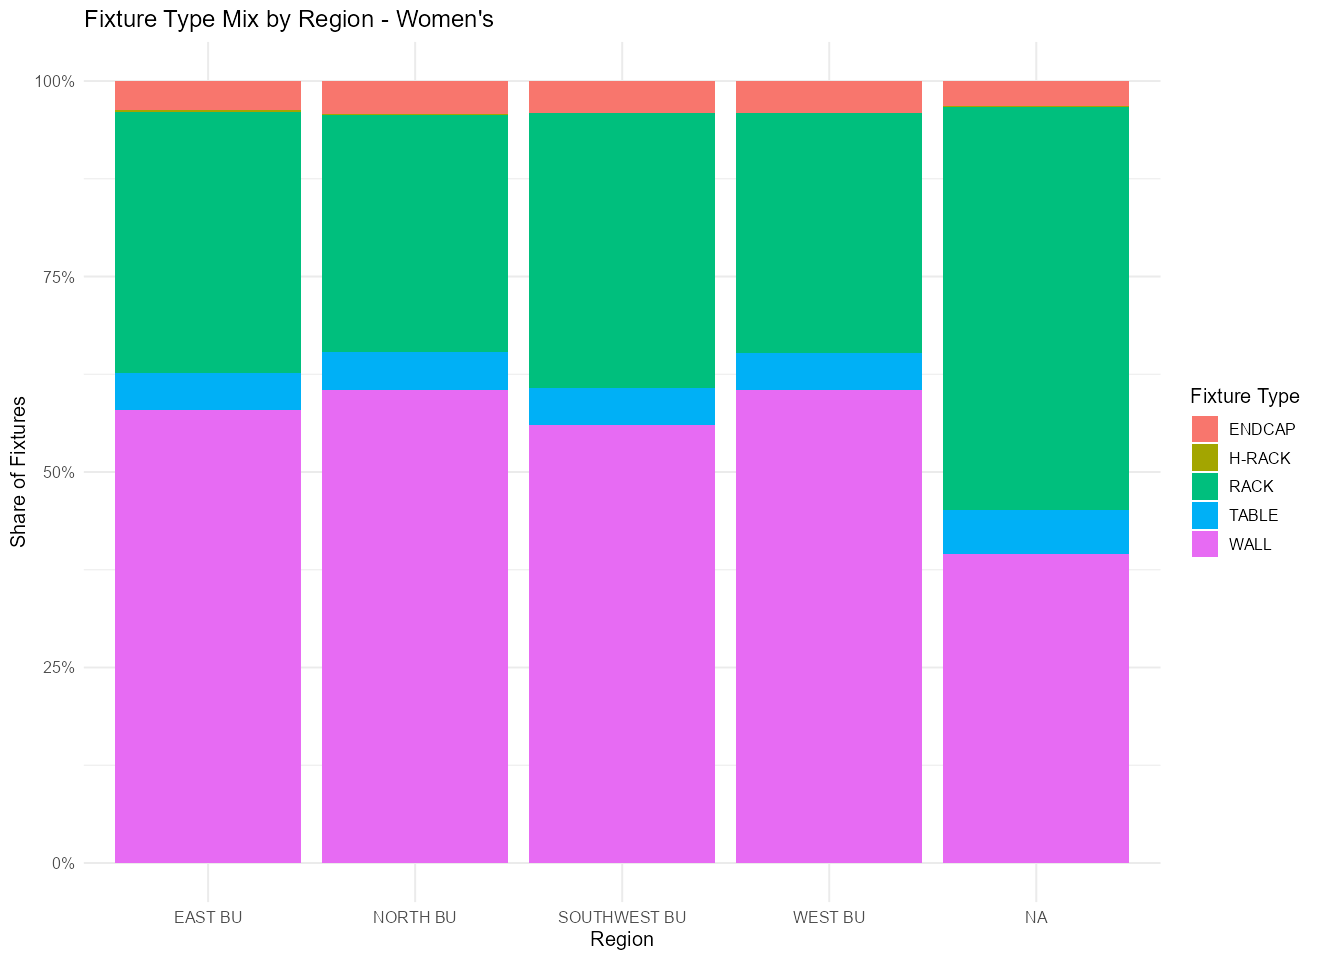 Fixture Type Mix by Region - Women's
100%
75%
50%
25%
0%
Share of Fixtures
EAST BU
NORTH BU
SOUTHWEST BU
WEST BU
NA
Region
Fixture Type
ENDCAP
H-RACK
RACK
TABLE
WALL